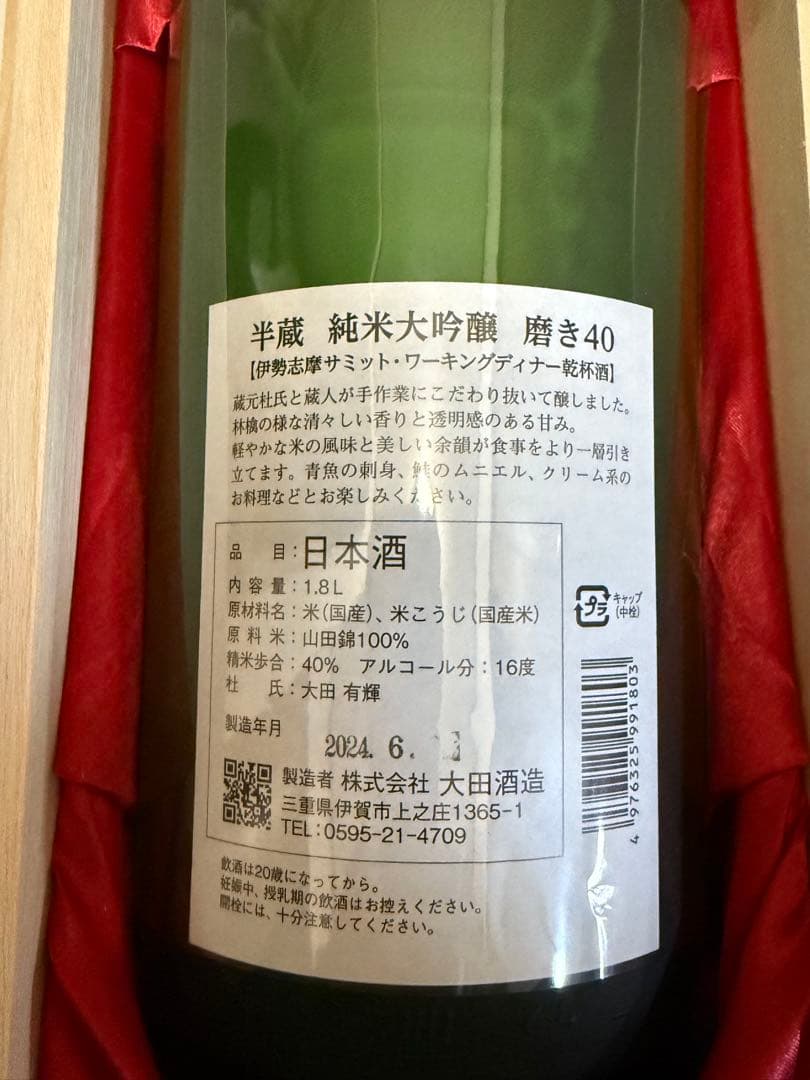 半蔵 純米大吟醸 磨き40
【伊勢志摩サミット・ワーキングディナー乾杯酒】
蔵元杜氏と蔵人が手作業にこだわり抜いて醸しました。
林檎の様な清々しい香りと透明感のある甘み。
軽やかな米の風味と美しい余韻が食事をより一層引き
立てます。青魚の刺身、鮭のムニエル、クリーム系の
お料理などとお楽しみください。
品 目：日本酒
内容量：1.8L
原材料名：米（国産）、米こうじ（国産米）
原料米：山田錦100%
精米歩合：40% アルコール分：16度
杜 氏：大田 有輝
製造年月
2024. 6.
製造者 株式会社 大田酒造
三重県伊賀市上之庄1365-1
TEL：0595-21-4709
飲酒は20歳になってから。
妊娠中、授乳期の飲酒はお控えください。
開栓には、十分注意してください。
プラ
キャップ
（中栓）
4 976325 991803